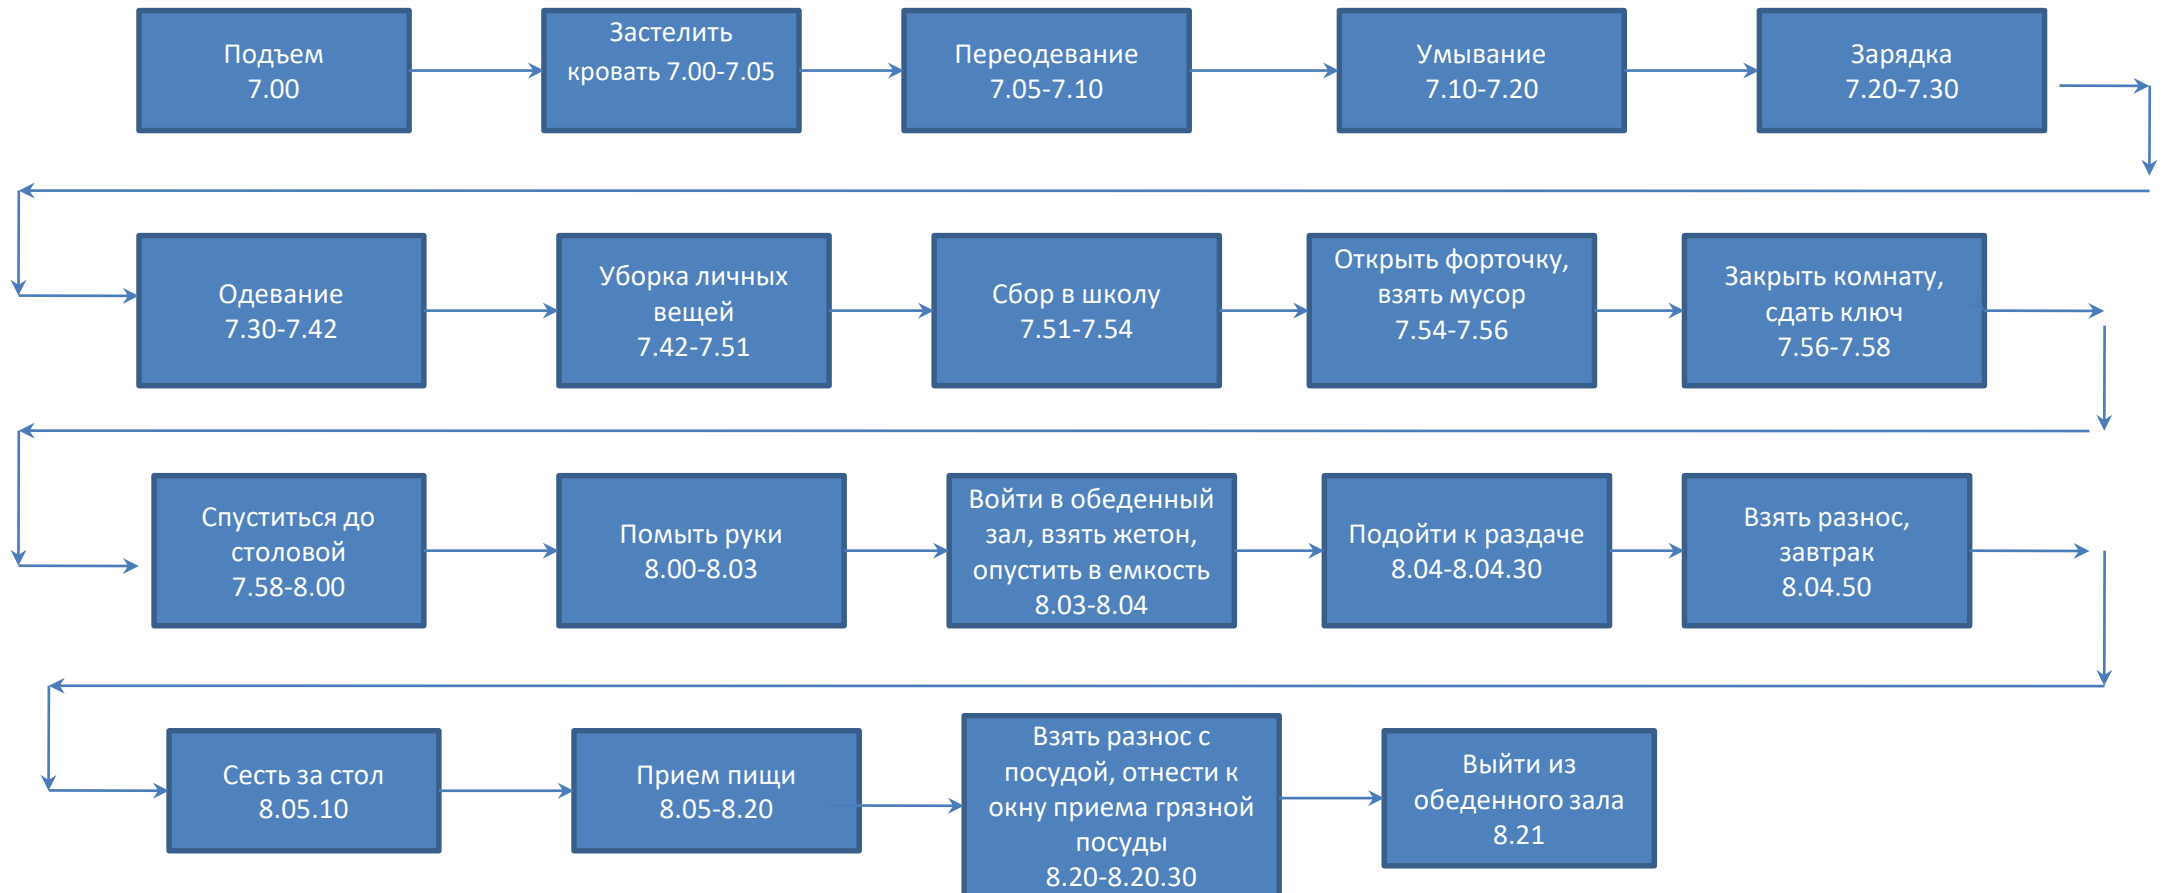 Подъем
7.00
Застелить
кровать 7.00-7.05
Переодевание
7.05-7.10
Умывание
7.10-7.20
Зарядка
7.20-7.30
Одевание
7.30-7.42
Уборка личных
вещей
7.42-7.51
Сбор в школу
7.51-7.54
Открыть форточку,
взять мусор
7.54-7.56
Закрыть комнату,
сдать ключ
7.56-7.58
Спуститься до
столовой
7.58-8.00
Помыть руки
8.00-8.03
Войти в обеденный
зал, взять жетон,
опустить в емкость
8.03-8.04
Подойти к раздаче
8.04-8.04.30
Взять разнос,
завтрак
8.04.50
Сесть за стол
8.05.10
Прием пищи
8.05-8.20
Взять разнос с
посудой, отнести к
окну приема грязной
посуды
8.20-8.20.30
Выйти из
обеденного зала
8.21